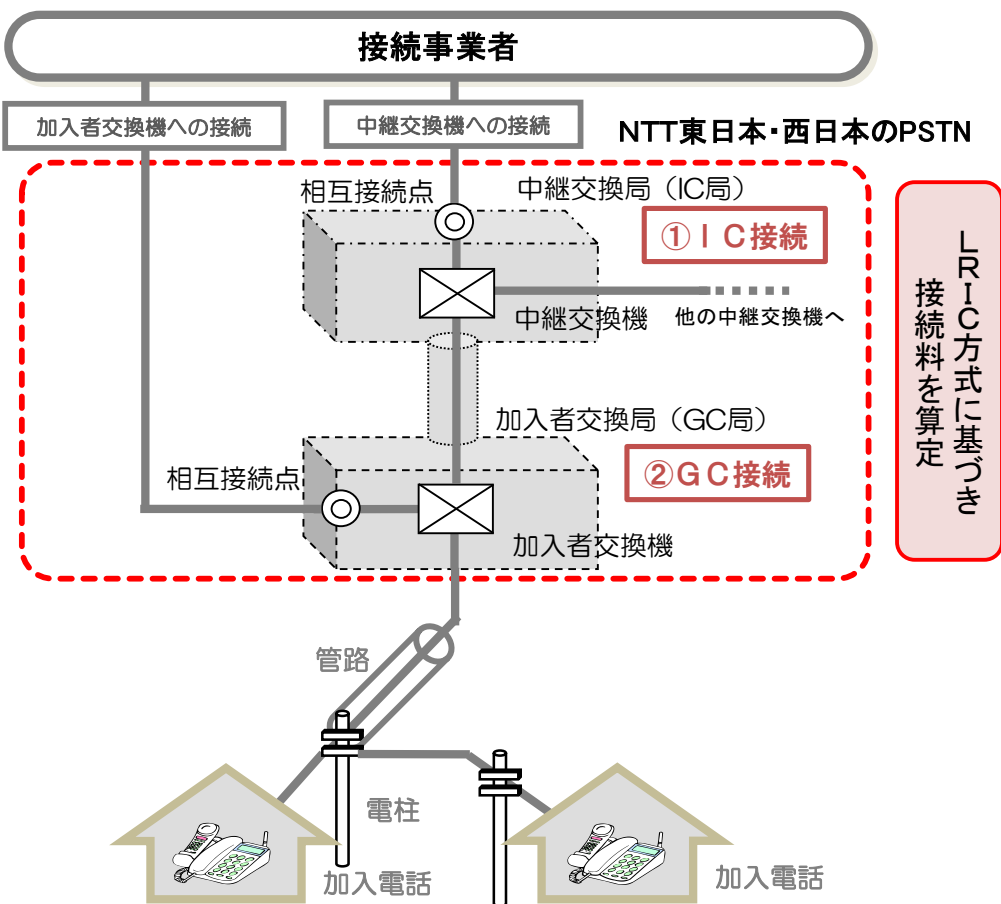 接続事業者
加入者交換機への接続
中継交換機への接続
NTT東日本・西日本のPSTN
相互接続点
中継交換局（IC局）
①ＩＣ接続
中継交換機
他の中継交換機へ
加入者交換局（GC局）
相互接続点
②ＧＣ接続
加入者交換機
LRIC方式に基づき
接続料を算定
管路
電柱
加入電話
加入電話